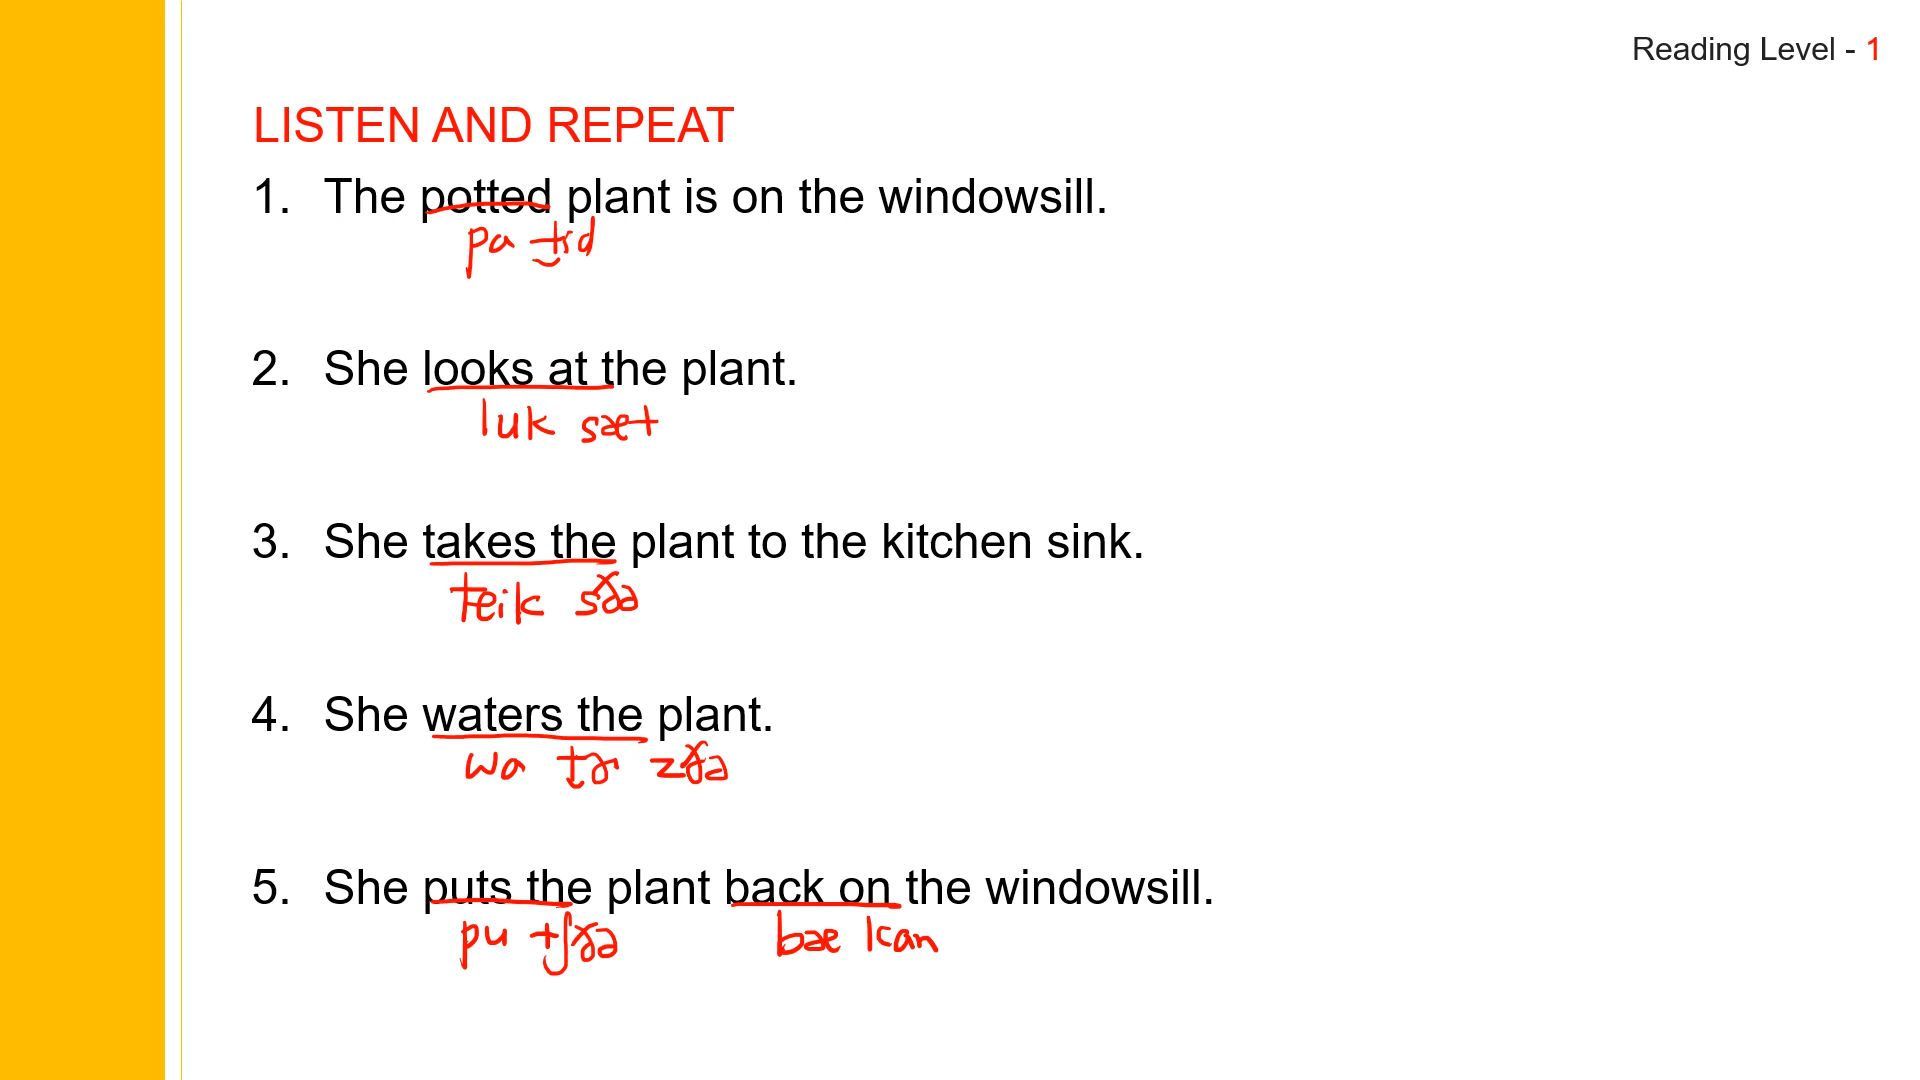 Reading Level - 1
LISTEN AND REPEAT
1. The potted plant is on the windowsill.
pa tɪd
2. She looks at the plant.
luk sæt
3. She takes the plant to the kitchen sink.
teik sðə
4. She waters the plant.
wa tɚ zðə
5. She puts the plant back on the windowsill.
pu tʃðə bæ kan